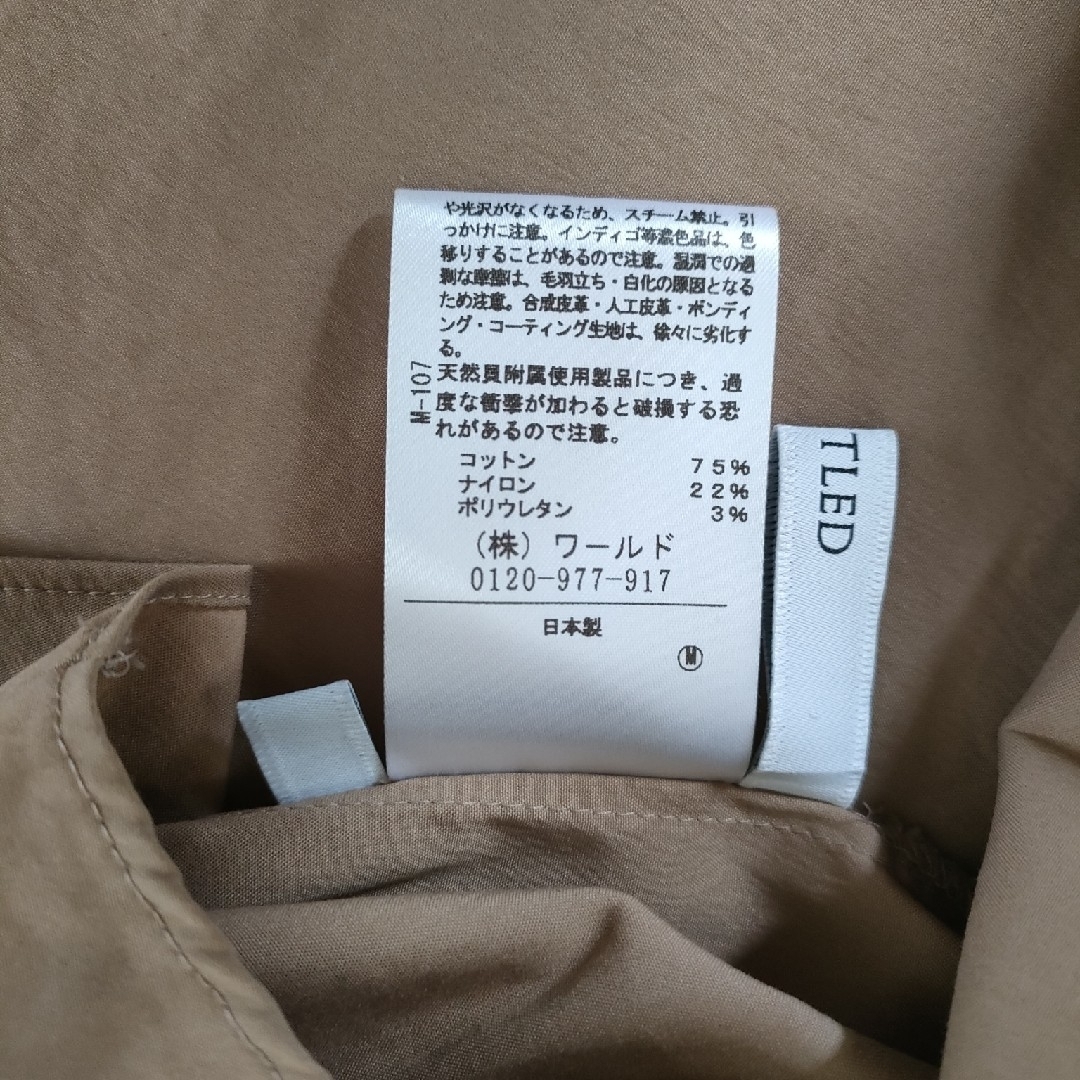 や光沢がなくなるため、スチーム禁止。引
っかけに注意。インディゴ等濃色品は、色
移りすることがあるので注意。湿潤での過
剰な摩擦は、毛羽立ち・白化の原因となる
ため注意。合成皮革・人工皮革・ボンディ
ング・コーティング生地は、徐々に劣化す
る。
天然貝附属使用製品につき、過
度な衝撃が加わると破損する恐
れがあるので注意。
M-107
コットン 75%
ナイロン 22%
ポリウレタン 3%
(株)ワールド
0120-977-917
日本製
M
TLED